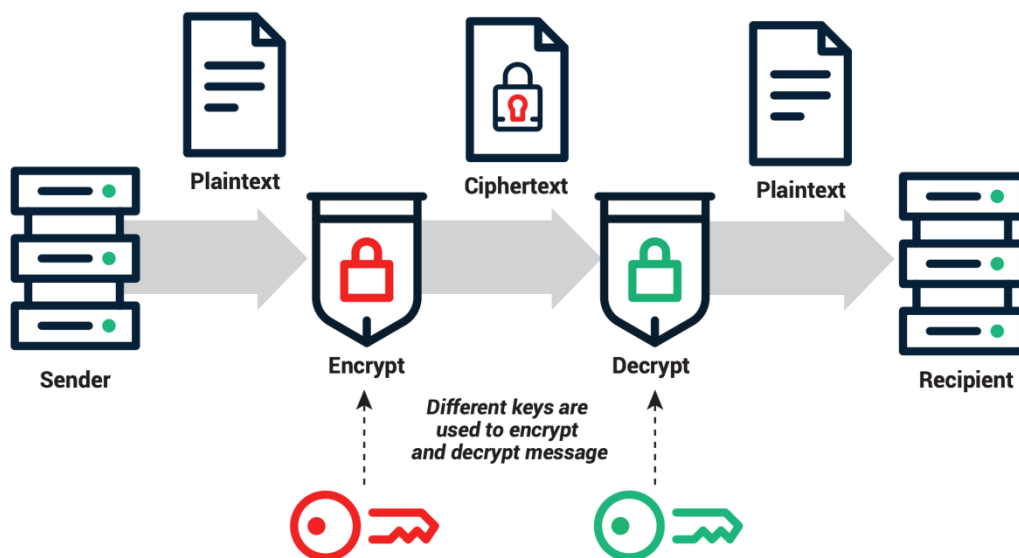 Plaintext
Ciphertext
Plaintext
Sender
Encrypt
Decrypt
Recipient
Different keys are
used to encrypt
and decrypt message